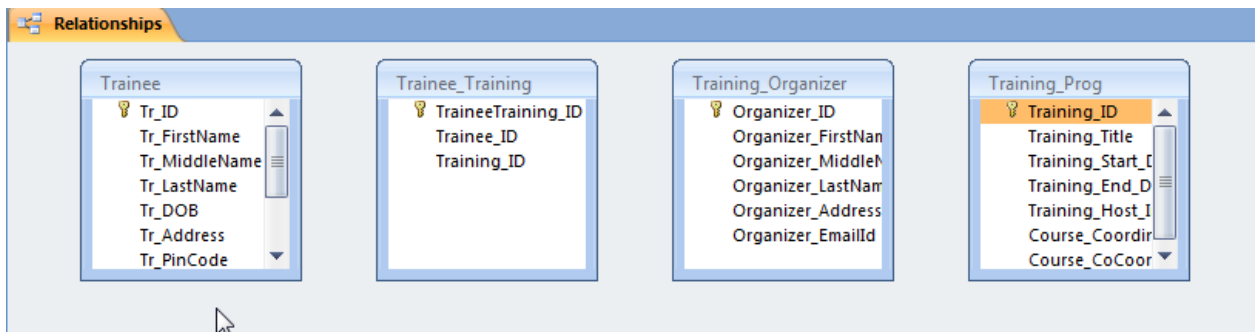 Relationships
Trainee
Tr_ID
Tr_FirstName
Tr_MiddleName
Tr_LastName
Tr_DOB
Tr_Address
Tr_PinCode
Trainee_Training
TraineeTraining_ID
Trainee_ID
Training_ID
Training_Organizer
Organizer_ID
Organizer_FirstNam
Organizer_MiddleN
Organizer_LastNam
Organizer_Address
Organizer_EmailId
Training_Prog
Training_ID
Training_Title
Training_Start_D
Training_End_D
Training_Host_I
Course_Coordin
Course_CoCoor